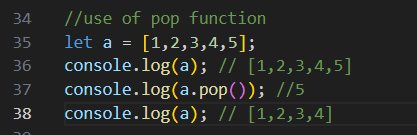 34 //use of pop function
35 let a = [1,2,3,4,5];
36 console.log(a); // [1,2,3,4,5]
37 console.log(a.pop()); //5
38 console.log(a); // [1,2,3,4]